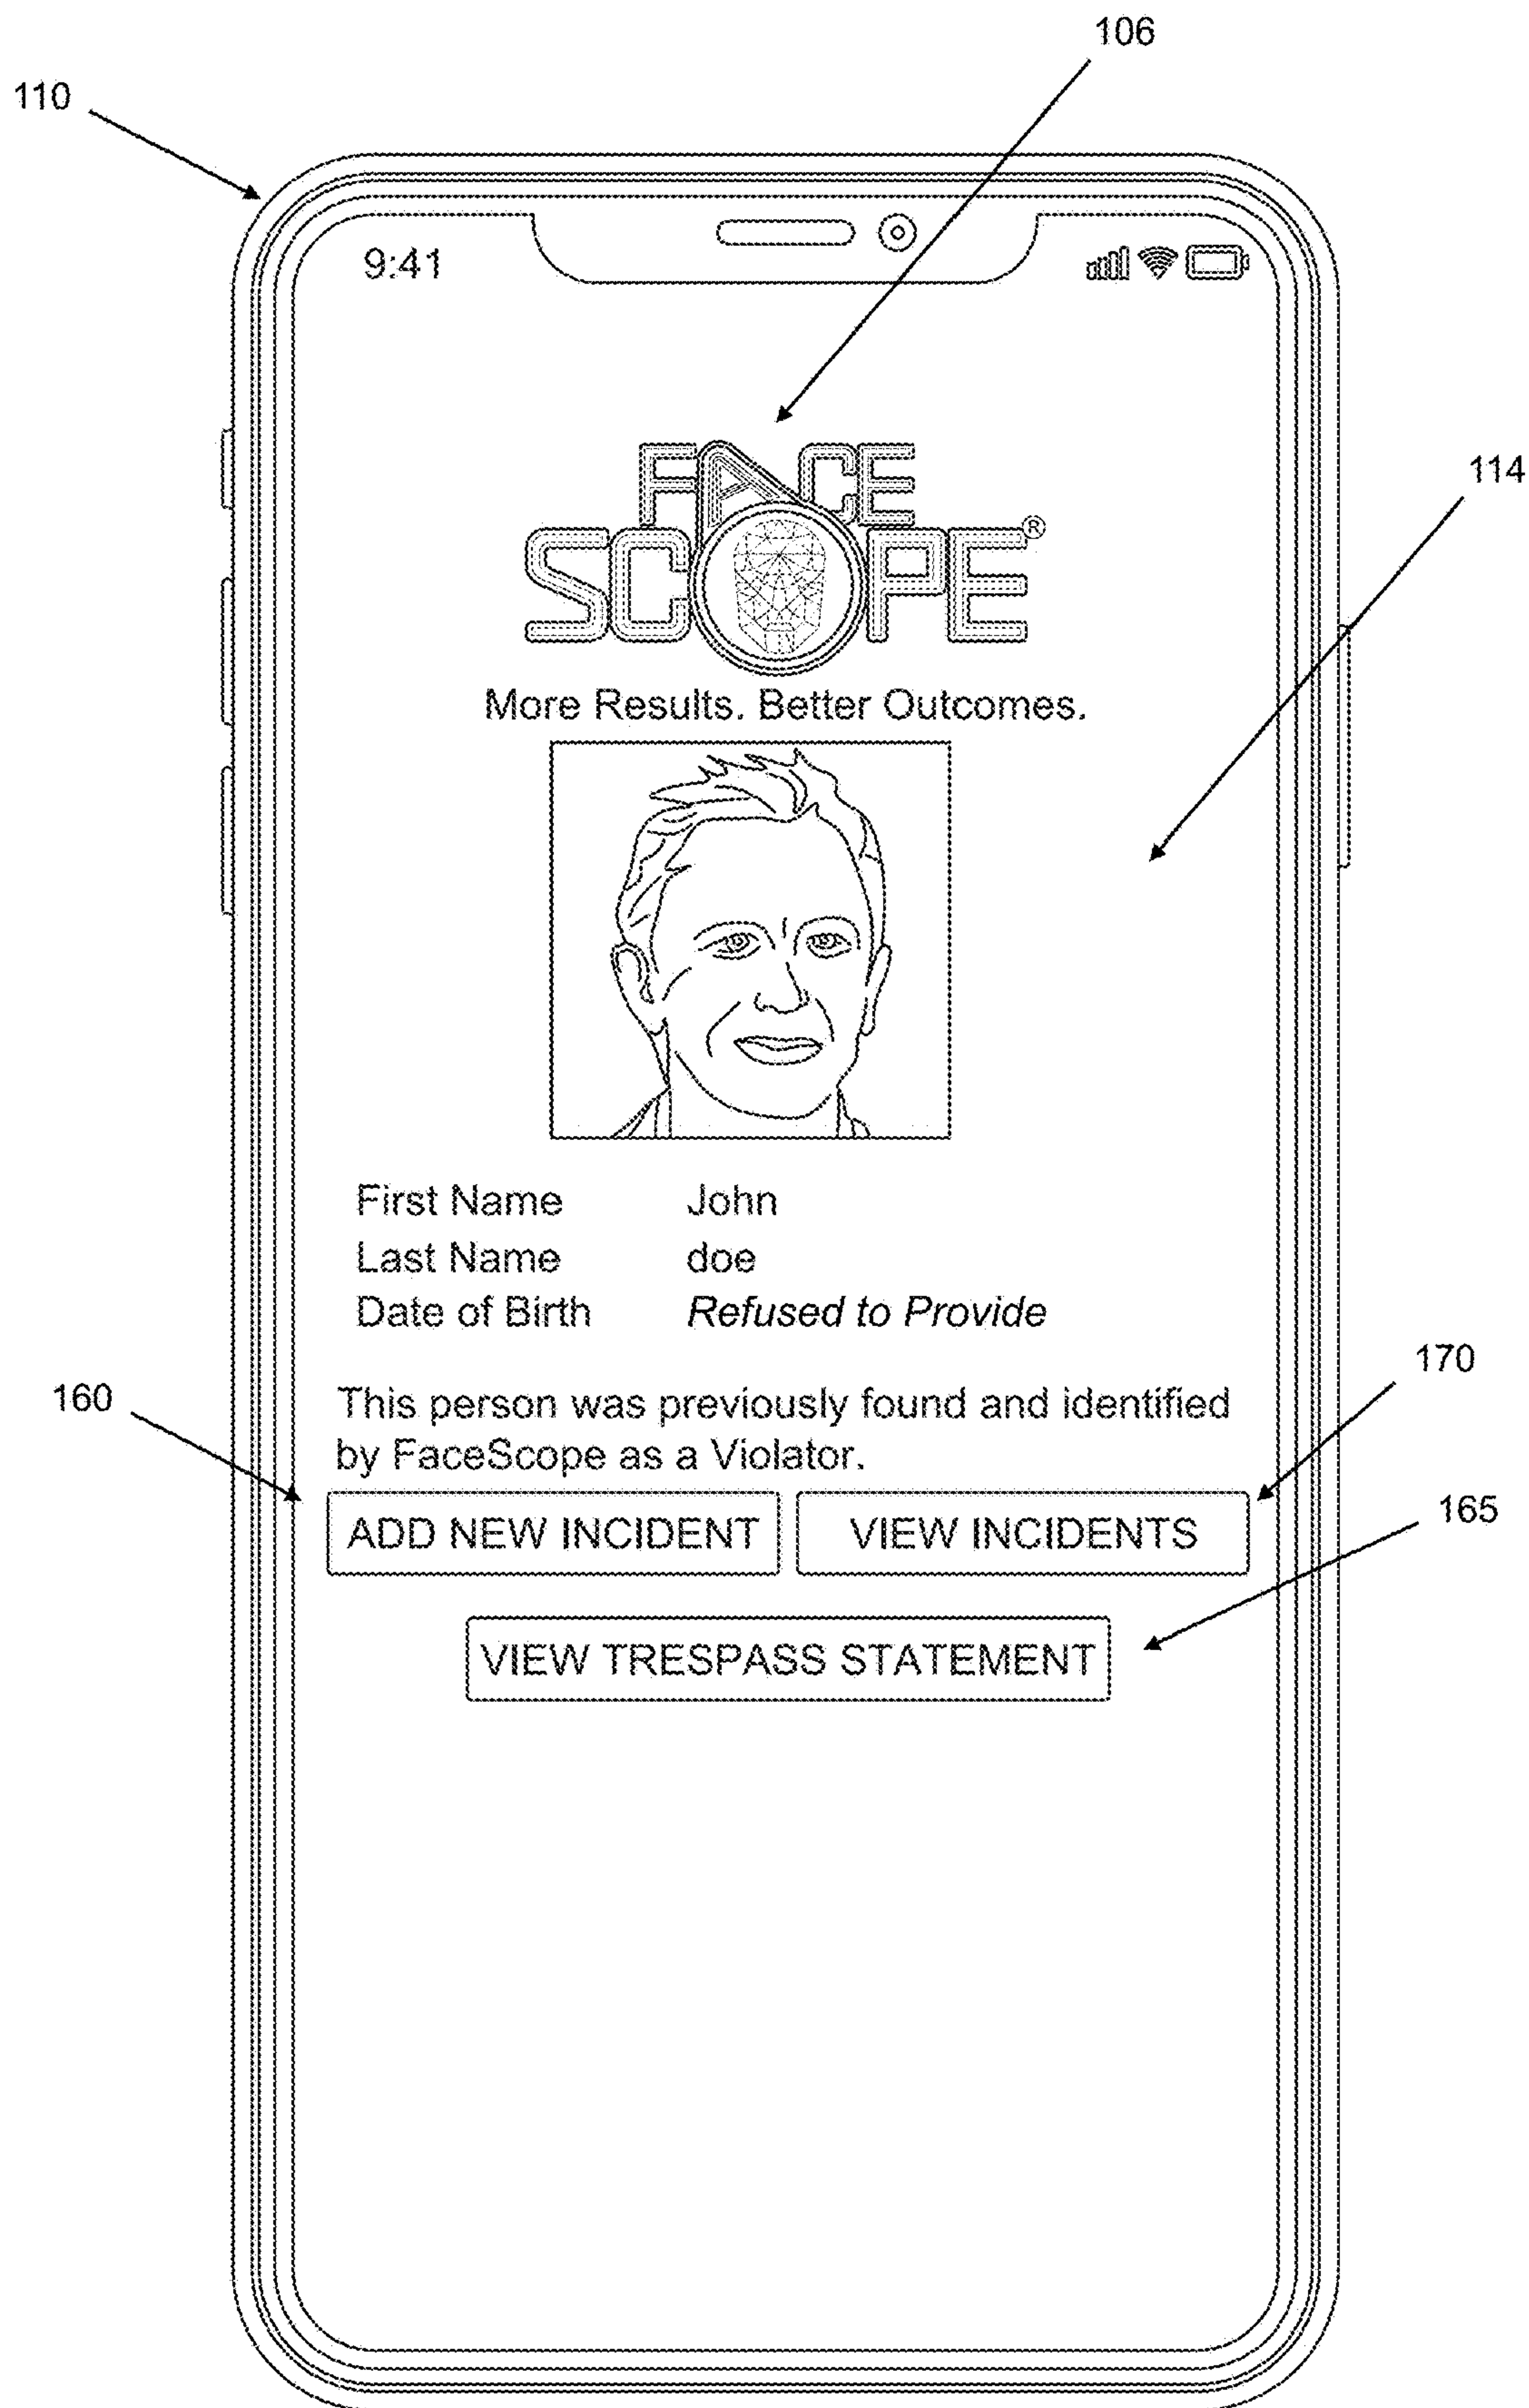 106
110
9:41
FACE
SCOPE®
114
More Results. Better Outcomes.
First Name John
Last Name doe
Date of Birth Refused to Provide
170
160
This person was previously found and identified
by FaceScope as a Violator.
165
ADD NEW INCIDENT VIEW INCIDENTS
VIEW TRESPASS STATEMENT